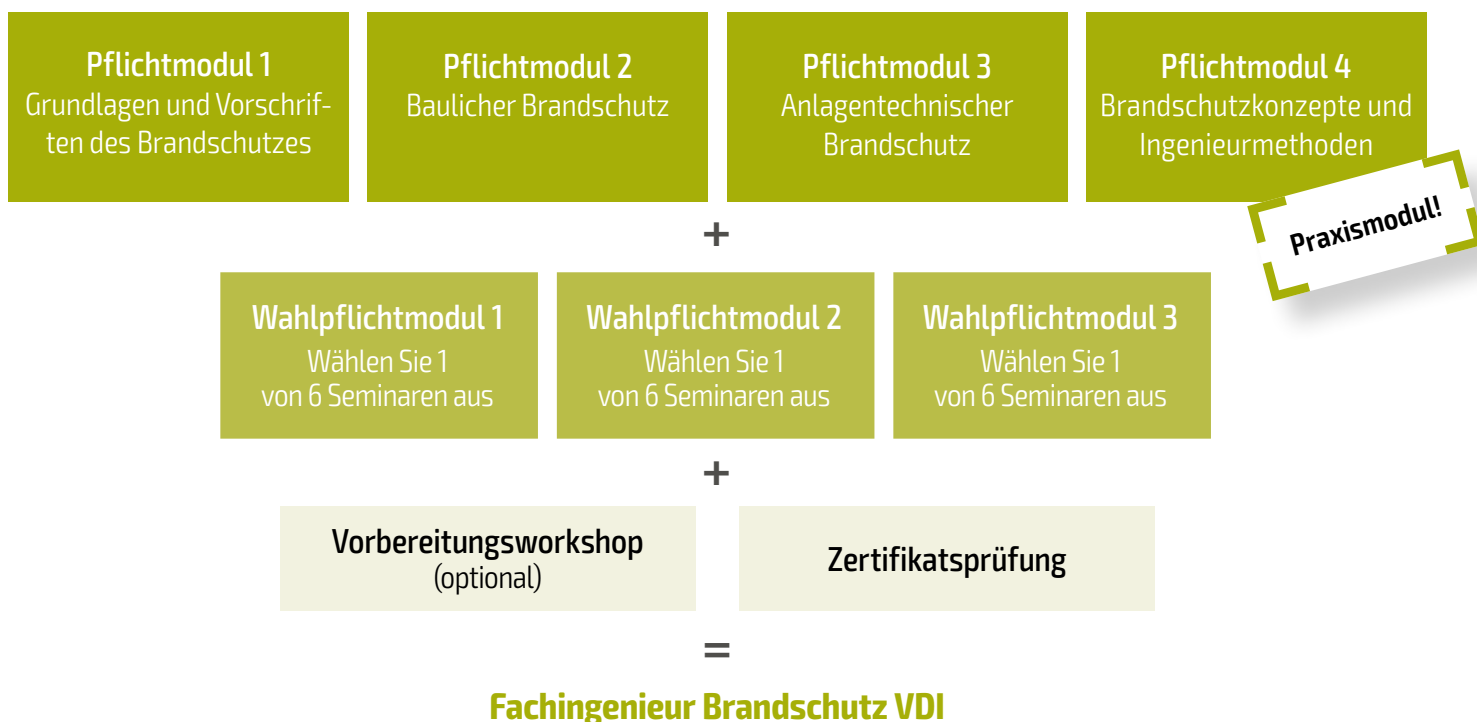 Pflichtmodul 1
Grundlagen und Vorschrif-
ten des Brandschutzes
Pflichtmodul 2
Baulicher Brandschutz
Pflichtmodul 3
Anlagentechnischer
Brandschutz
Pflichtmodul 4
Brandschutzkonzepte und
Ingenieurmethoden
Praxismodul!
+
Wahlpflichtmodul 1
Wählen Sie 1
von 6 Seminaren aus
Wahlpflichtmodul 2
Wählen Sie 1
von 6 Seminaren aus
Wahlpflichtmodul 3
Wählen Sie 1
von 6 Seminaren aus
+
Vorbereitungsworkshop
(optional)
Zertifikatsprüfung
=
Fachingenieur Brandschutz VDI